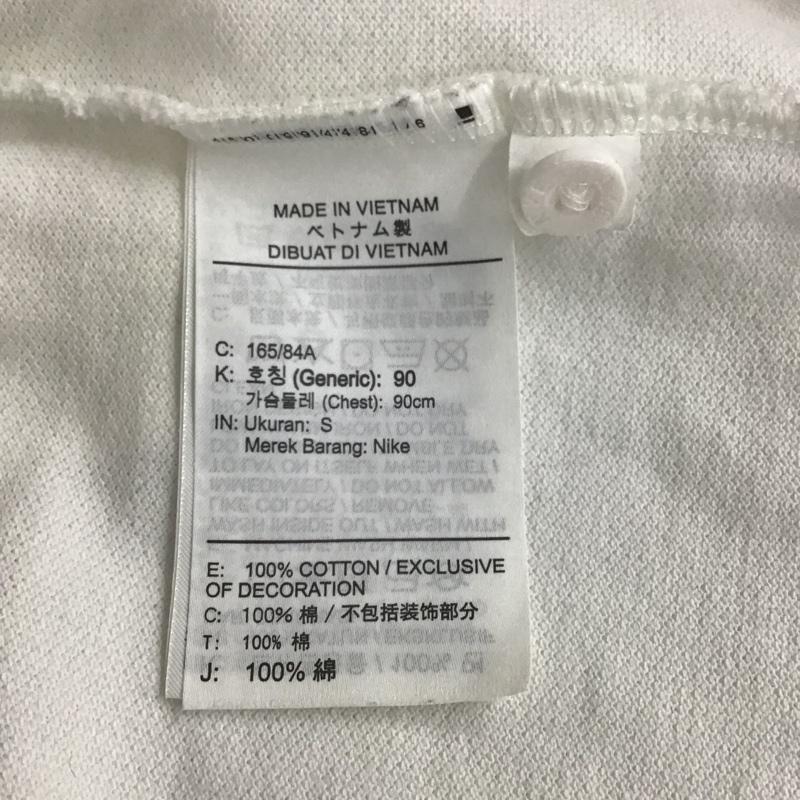 MADE IN VIETNAM
ベトナム製
DIBUAT DI VIETNAM
C: 165/84A
K: 호칭 (Generic): 90
가슴둘레 (Chest): 90cm
IN: Ukuran: S
Merek Barang: Nike
E: 100% COTTON / EXCLUSIVE
OF DECORATION
C: 100% 棉 / 不包括装饰部分
T: 100% 棉
J: 100% 綿